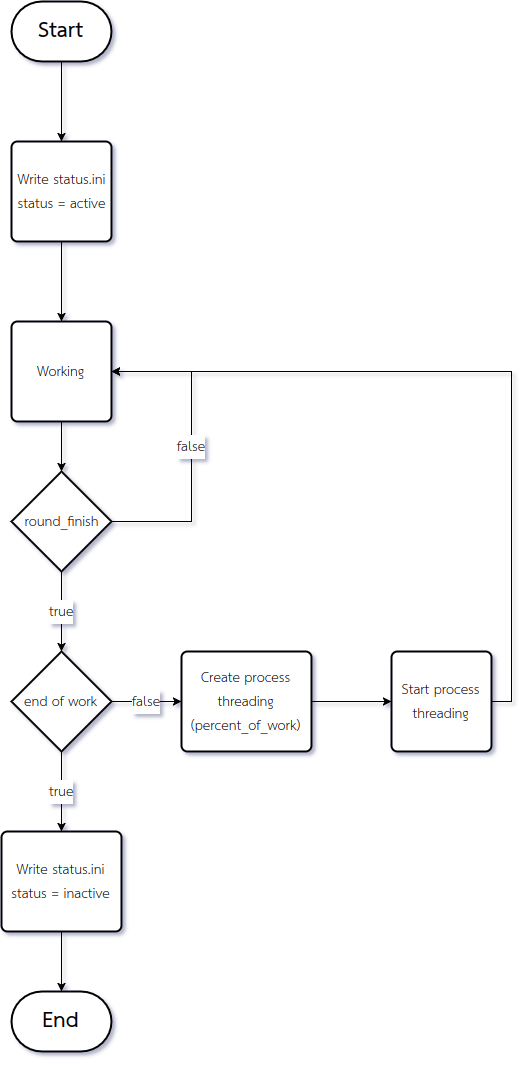 Start
Write status.ini
status = active
Working
false
round_finish
true
end of work
false
Create process
threading
(percent_of_work)
Start process
threading
true
Write status.ini
status = inactive
End